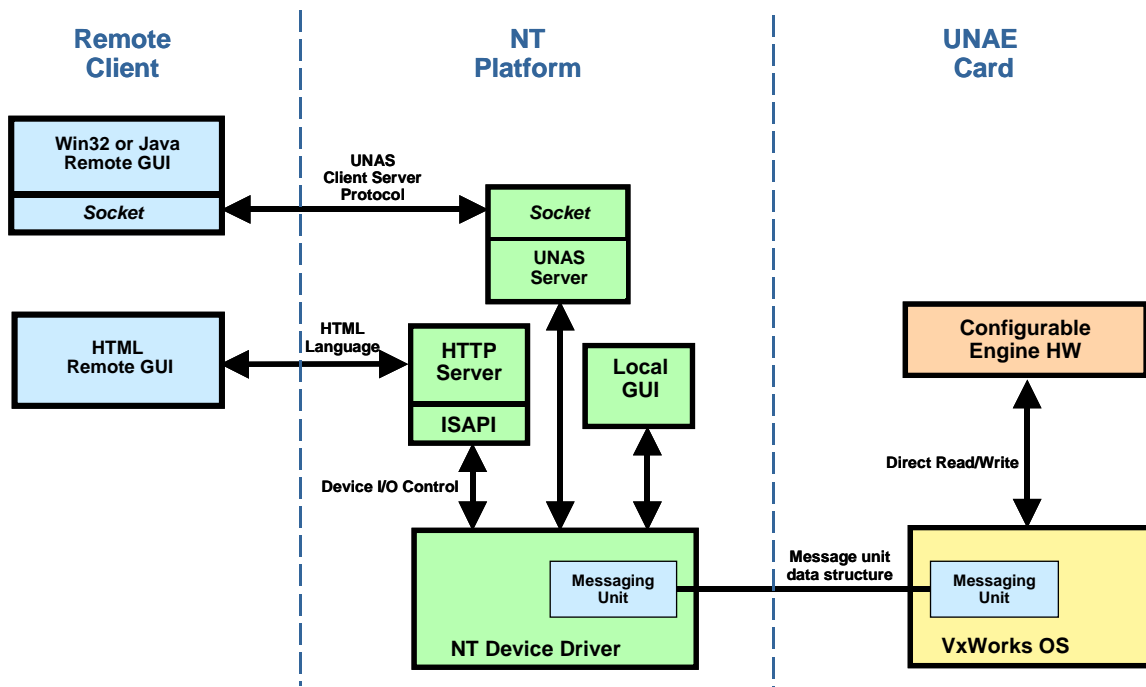 Remote
Client
NT
Platform
UNAE
Card
Win32 or Java
Remote GUI
Socket
UNAS
Client Server
Protocol
Socket
UNAS
Server
HTML
Remote GUI
HTML
Language
HTTP
Server
ISAPI
Local
GUI
Configurable
Engine HW
Device I/O Control
Direct Read/Write
Messaging
Unit
NT Device Driver
Message unit
data structure
Messaging
Unit
VxWorks OS